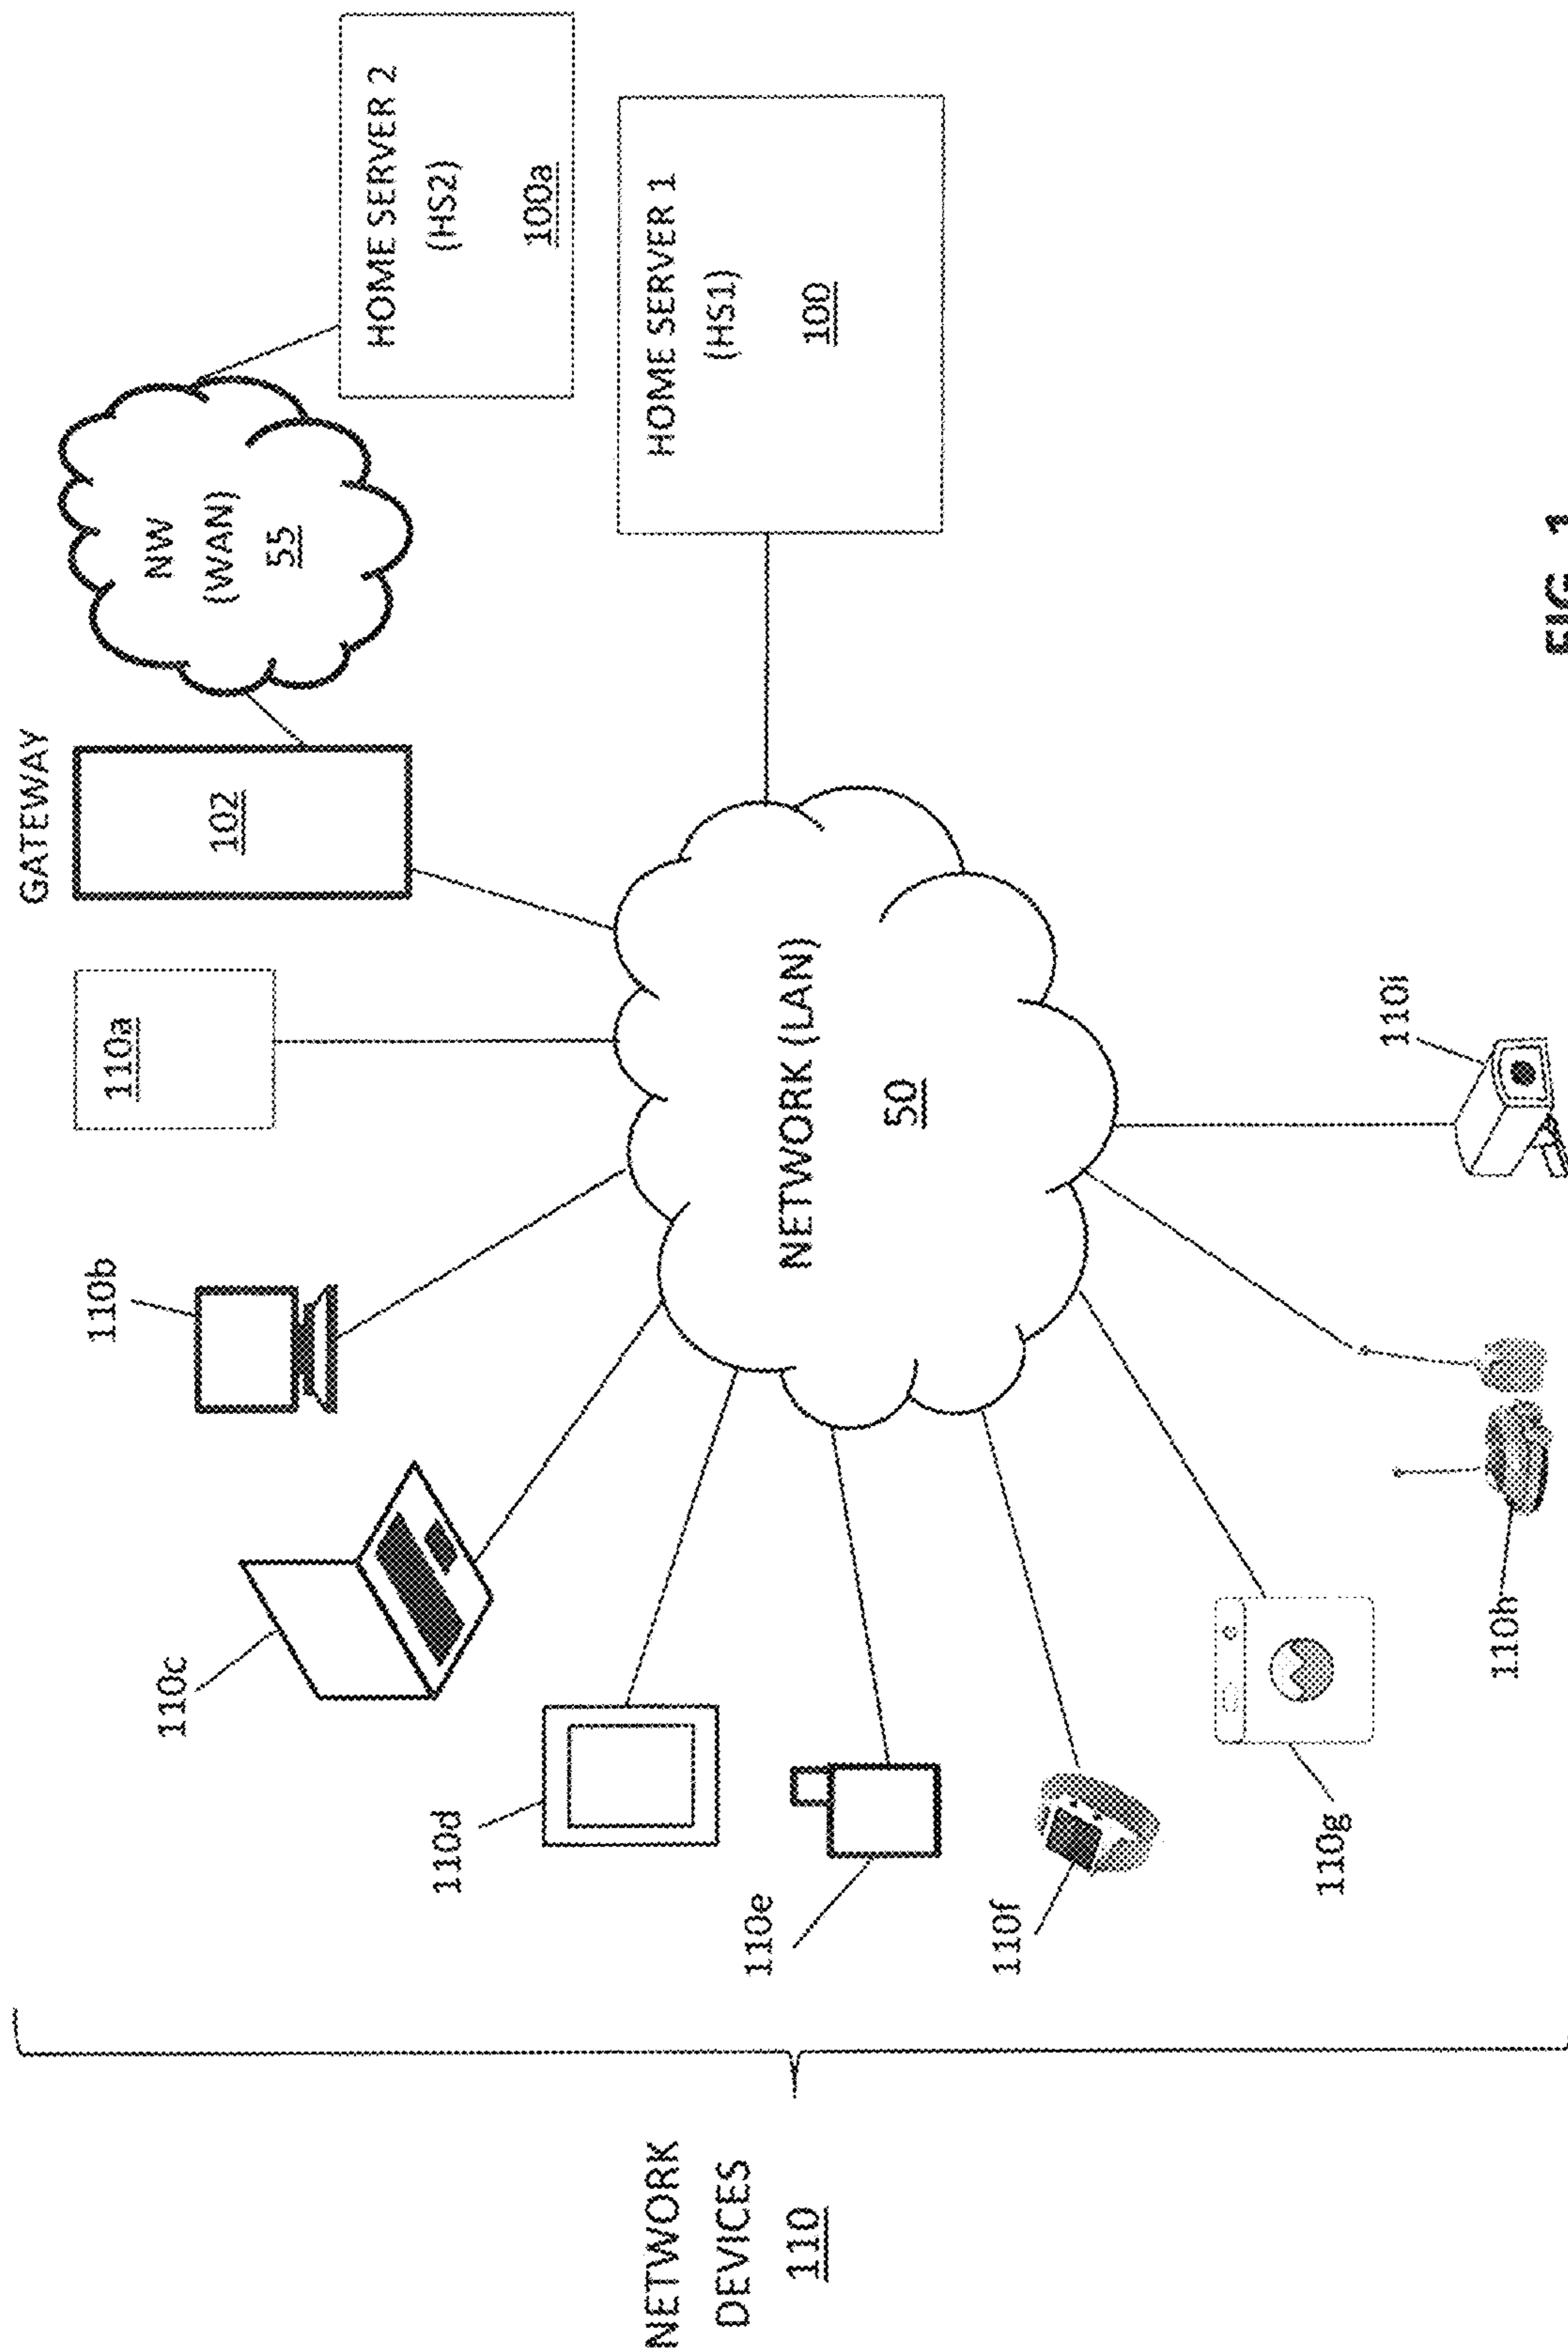 NETWORK
DEVICES
110
110c
110b
110a
GATEWAY
102
NW
(WAN)
55
HOME SERVER 2
(HS2)
100a
HOME SERVER 1
(HS1)
100
NETWORK (LAN)
50
110d
110e
110f
110g
110h
110i
FIG. 1